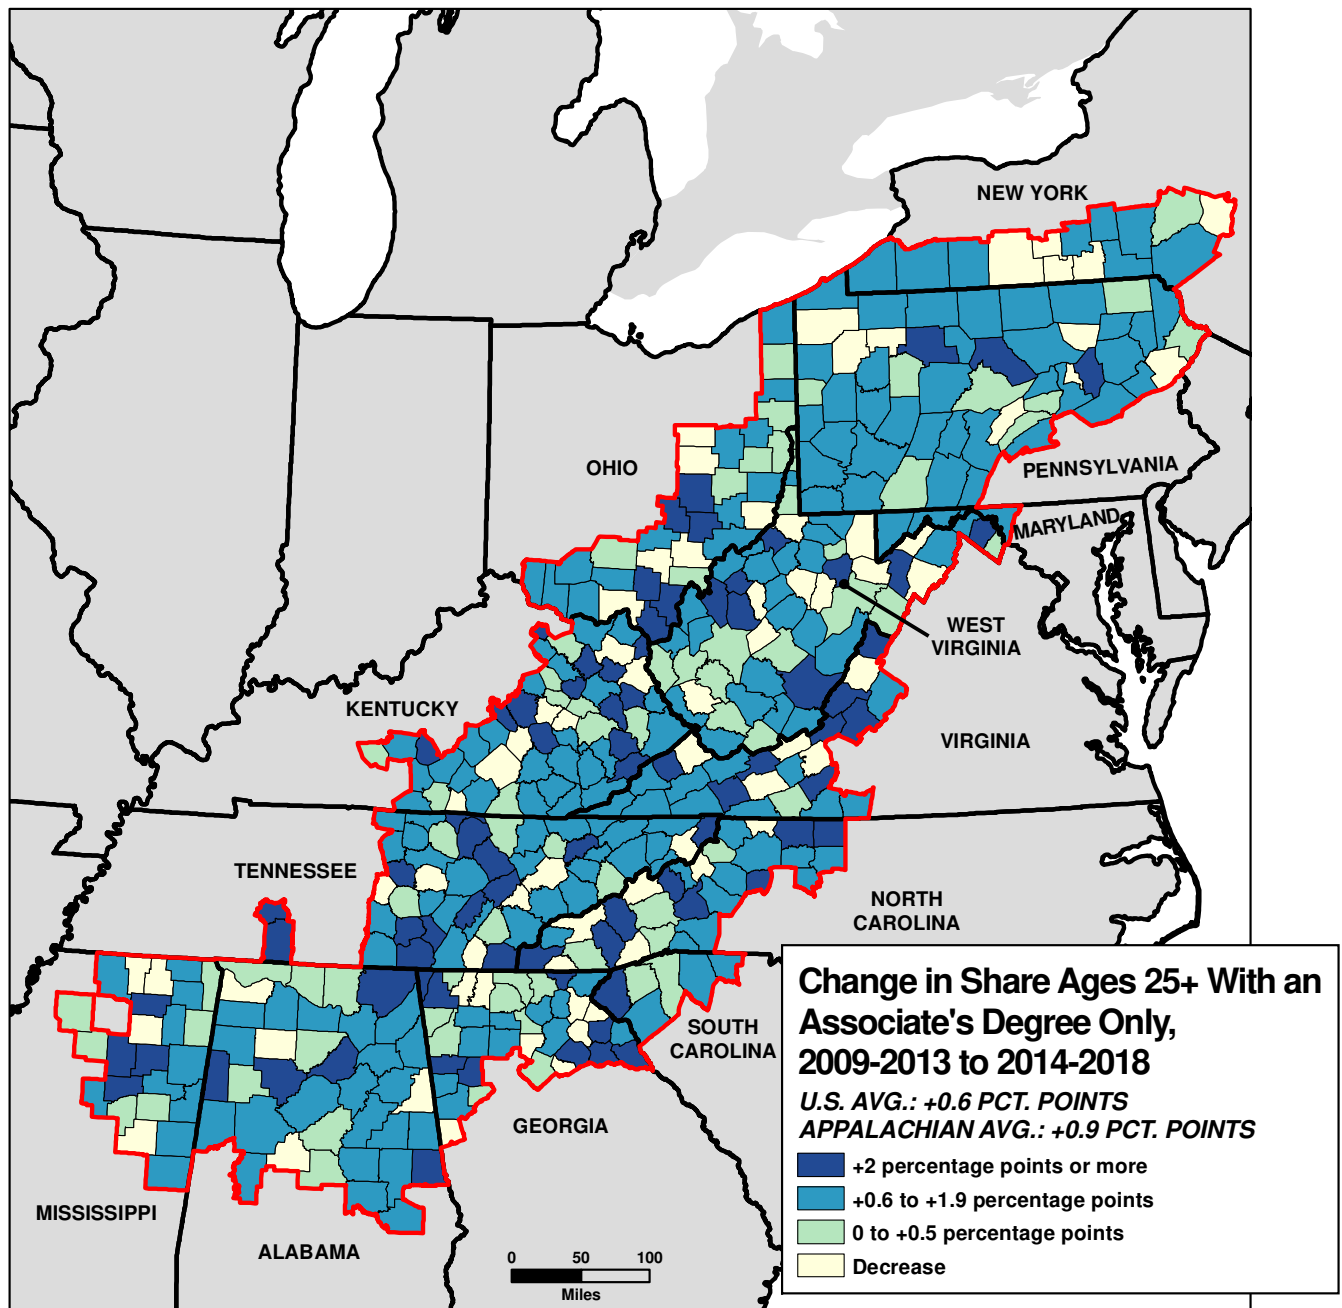 NEW YORK
OHIO
PENNSYLVANIA
MARYLAND
WEST
VIRGINIA
KENTUCKY
VIRGINIA
TENNESSEE
NORTH
CAROLINA
SOUTH
CAROLINA
GEORGIA
MISSISSIPPI
ALABAMA
0 50 100
Miles
Change in Share Ages 25+ With an
Associate's Degree Only,
2009-2013 to 2014-2018
U.S. AVG.: +0.6 PCT. POINTS
APPALACHIAN AVG.: +0.9 PCT. POINTS
+2 percentage points or more
+0.6 to +1.9 percentage points
0 to +0.5 percentage points
Decrease